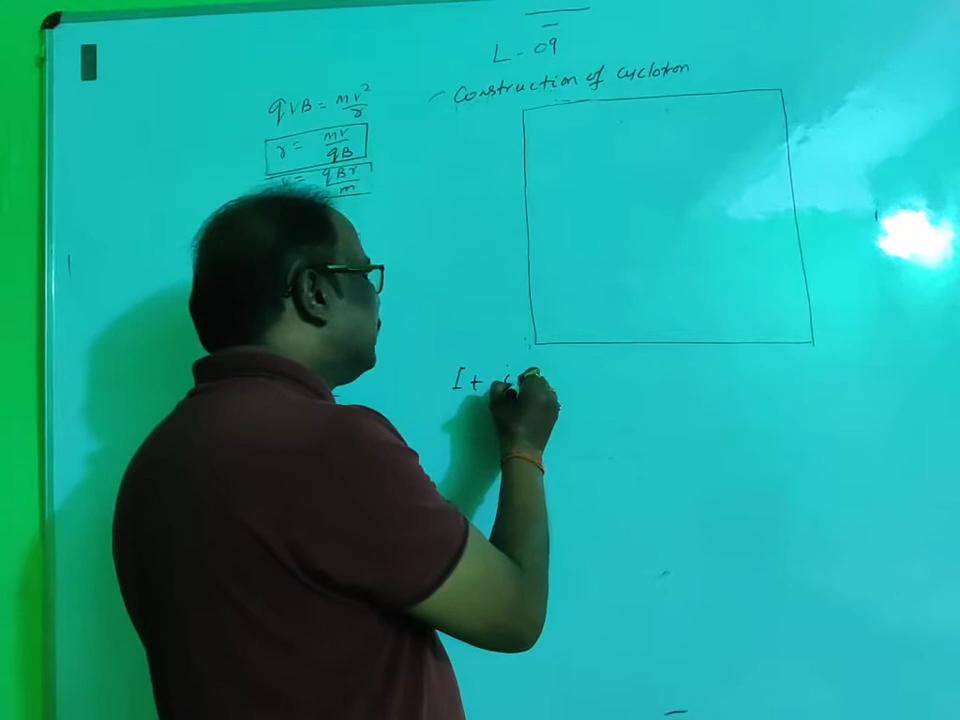 L - 09
Construction of cyclotron
qVB = mv²/r
r = mv/qB
v = qBr/m
It i